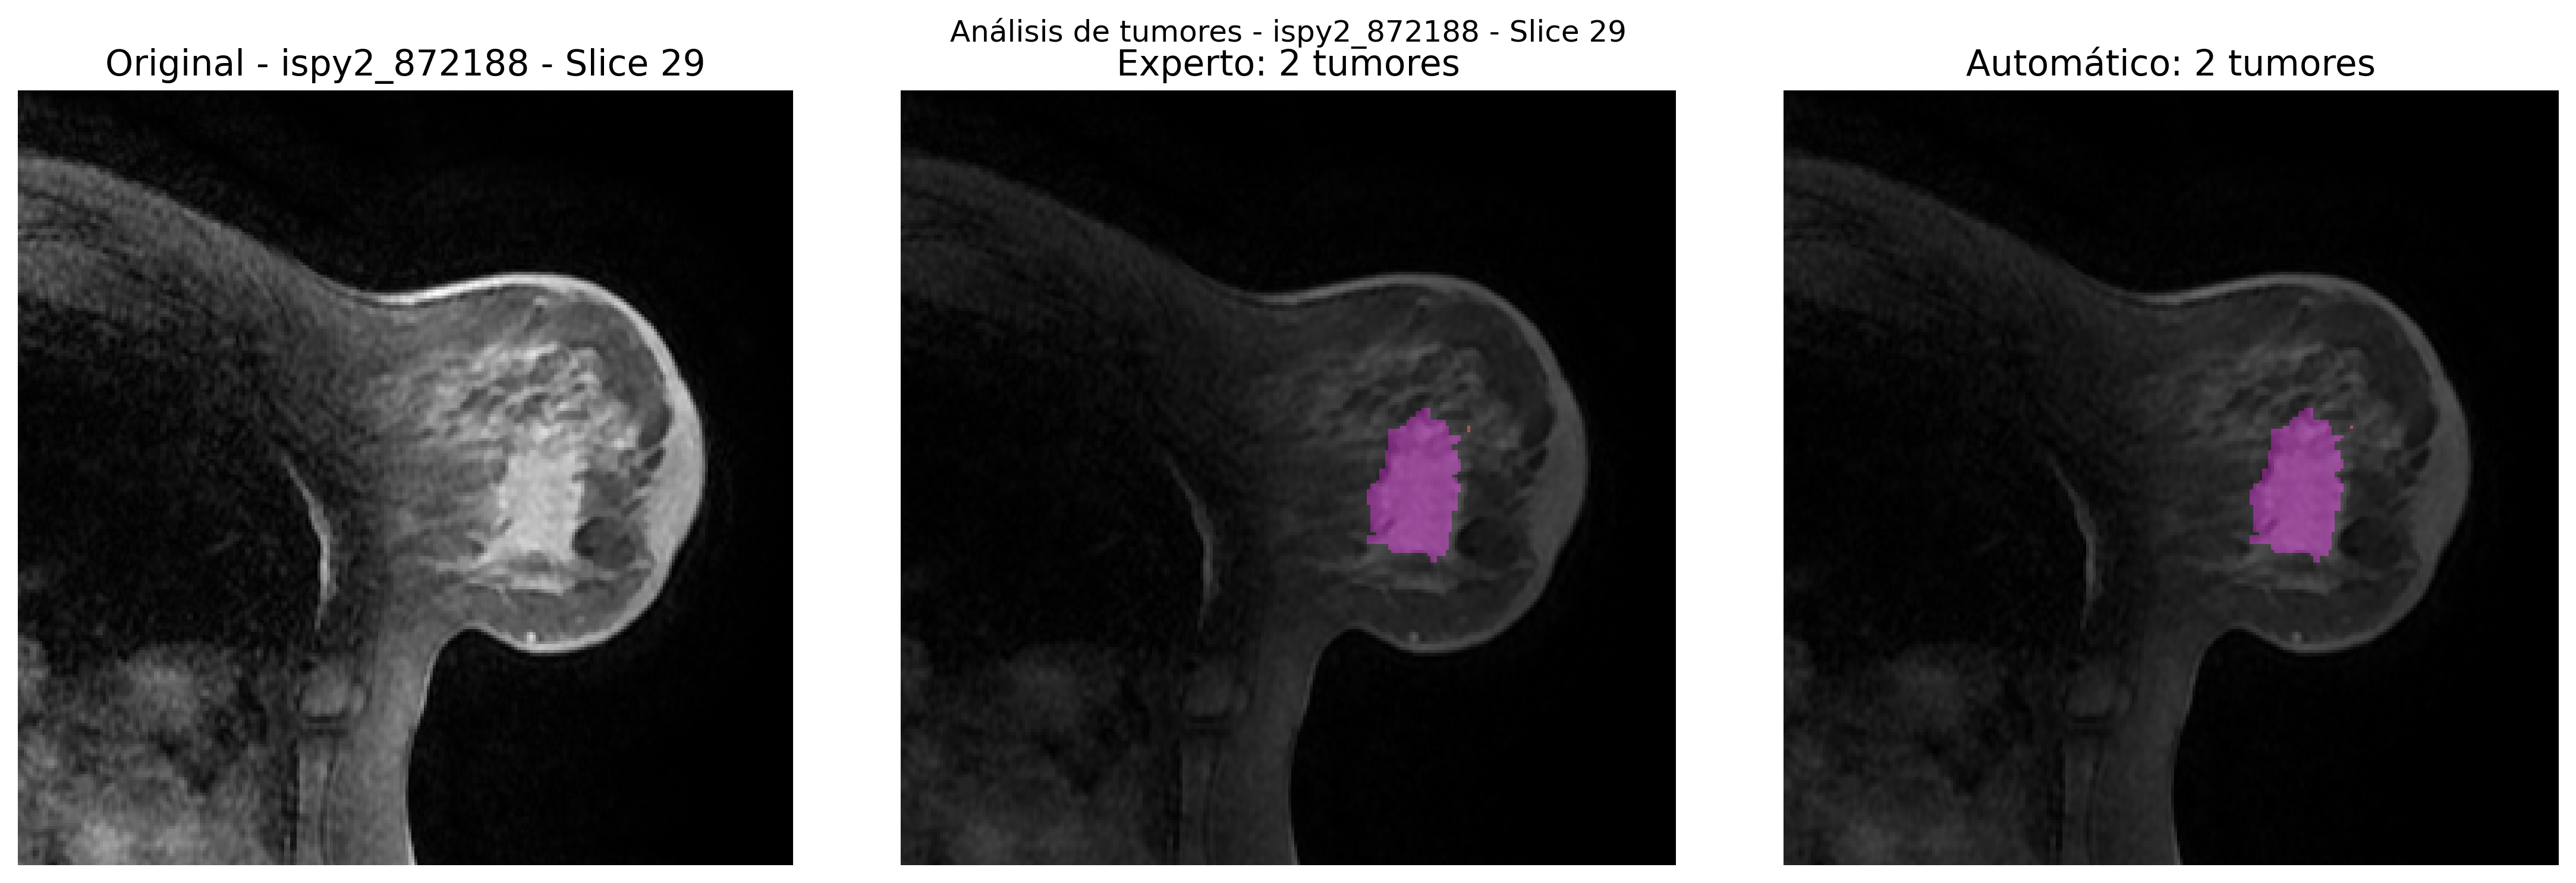 Análisis de tumores - ispy2_872188 - Slice 29
Original - ispy2_872188 - Slice 29
Experto: 2 tumores
Automático: 2 tumores